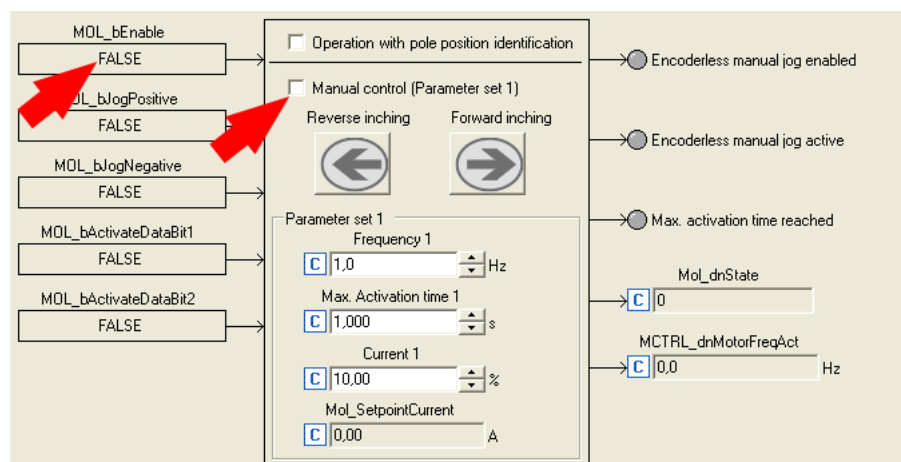 MOL_bEnable
FALSE
OL_bJogPositive
FALSE
MOL_bJogNegative
FALSE
MOL_bActivateDataBit1
FALSE
MOL_bActivateDataBit2
FALSE
Operation with pole position identification
Manual control (Parameter set 1)
Reverse inching Forward inching
Parameter set 1
Frequency 1
C 1,0 Hz
Max. Activation time 1
C 1,000 s
Current 1
C 10,00 %
Mol_SetpointCurrent
C 0,00 A
Encoderless manual jog enabled
Encoderless manual jog active
Max. activation time reached
Mol_dnState
C 0
MCTRL_dnMotorFreqAct
C 0,0 Hz